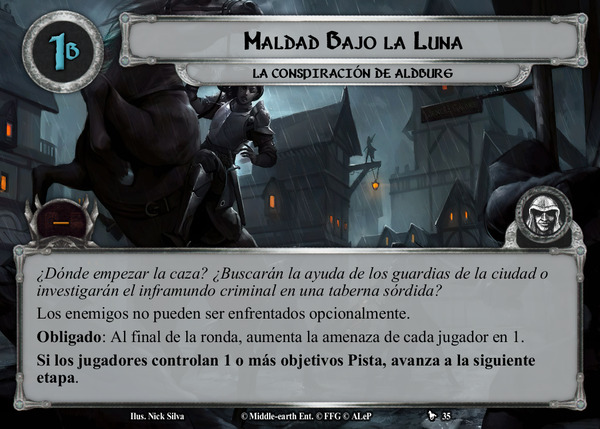 1B
MALDAD BAJO LA LUNA
LA CONSPIRACIÓN DE ALDBURG
–
¿Dónde empezar la caza? ¿Buscarán la ayuda de los guardias de la ciudad o
investigarán el inframundo criminal en una taberna sórdida?
Los enemigos no pueden ser enfrentados opcionalmente.
Obligado: Al final de la ronda, aumenta la amenaza de cada jugador en 1.
Si los jugadores controlan 1 o más objetivos Pista, avanza a la siguiente
etapa.
Ilus. Nick Silva © Middle-earth Ent. © FFG © ALeP 35